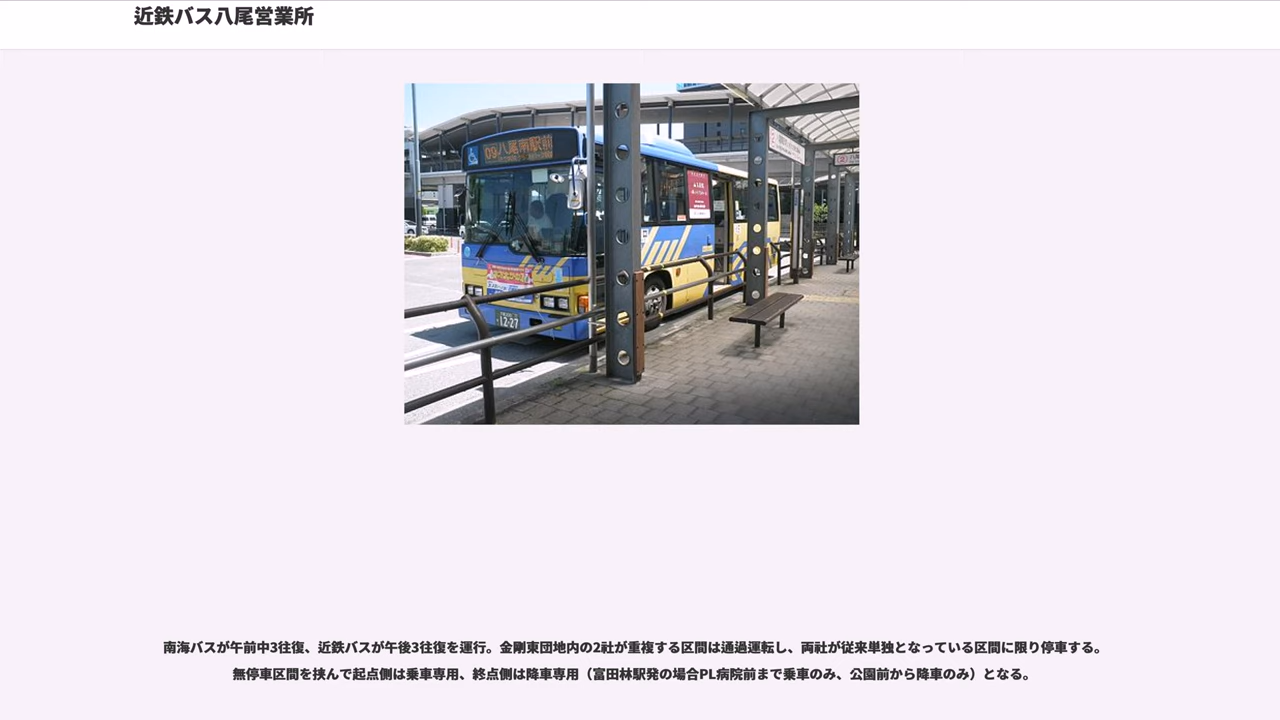 近鉄バス八尾営業所
09 八尾南駅前
12-27
南海バスが午前中3往復、近鉄バスが午後3往復を運行。金剛東団地内の2社が重複する区間は通過運転し、両社が従来単独となっている区間に限り停車する。
無停車区間を挟んで起点側は乗車専用、終点側は降車専用（富田林駅発の場合PL病院前まで乗車のみ、公園前から降車のみ）となる。